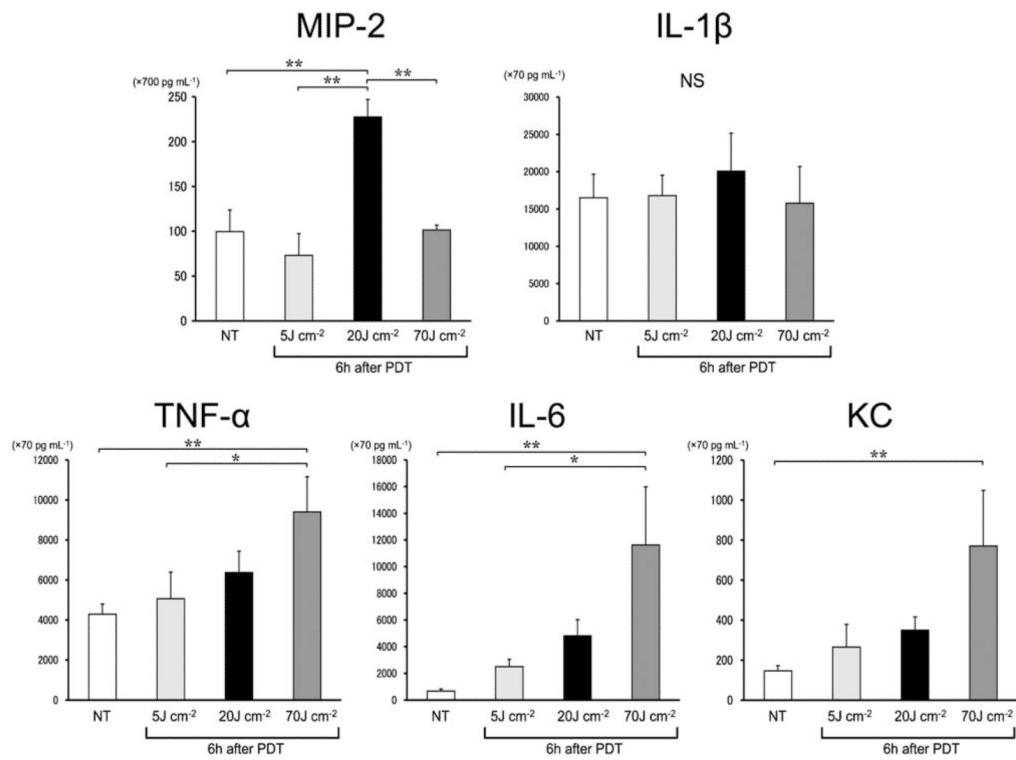 MIP-2
(×700 pg mL⁻¹)
**
**
**
250
200
150
100
50
0
NT
5J cm⁻²
20J cm⁻²
70J cm⁻²
6h after PDT
IL-1β
(×70 pg mL⁻¹)
NS
30000
25000
20000
15000
10000
5000
0
NT
5J cm⁻²
20J cm⁻²
70J cm⁻²
6h after PDT
TNF-α
(×70 pg mL⁻¹)
**
*
12000
10000
8000
6000
4000
2000
0
NT
5J cm⁻²
20J cm⁻²
70J cm⁻²
6h after PDT
IL-6
(×70 pg mL⁻¹)
**
*
18000
16000
14000
12000
10000
8000
6000
4000
2000
0
NT
5J cm⁻²
20J cm⁻²
70J cm⁻²
6h after PDT
KC
(×70 pg mL⁻¹)
**
1200
1000
800
600
400
200
0
NT
5J cm⁻²
20J cm⁻²
70J cm⁻²
6h after PDT